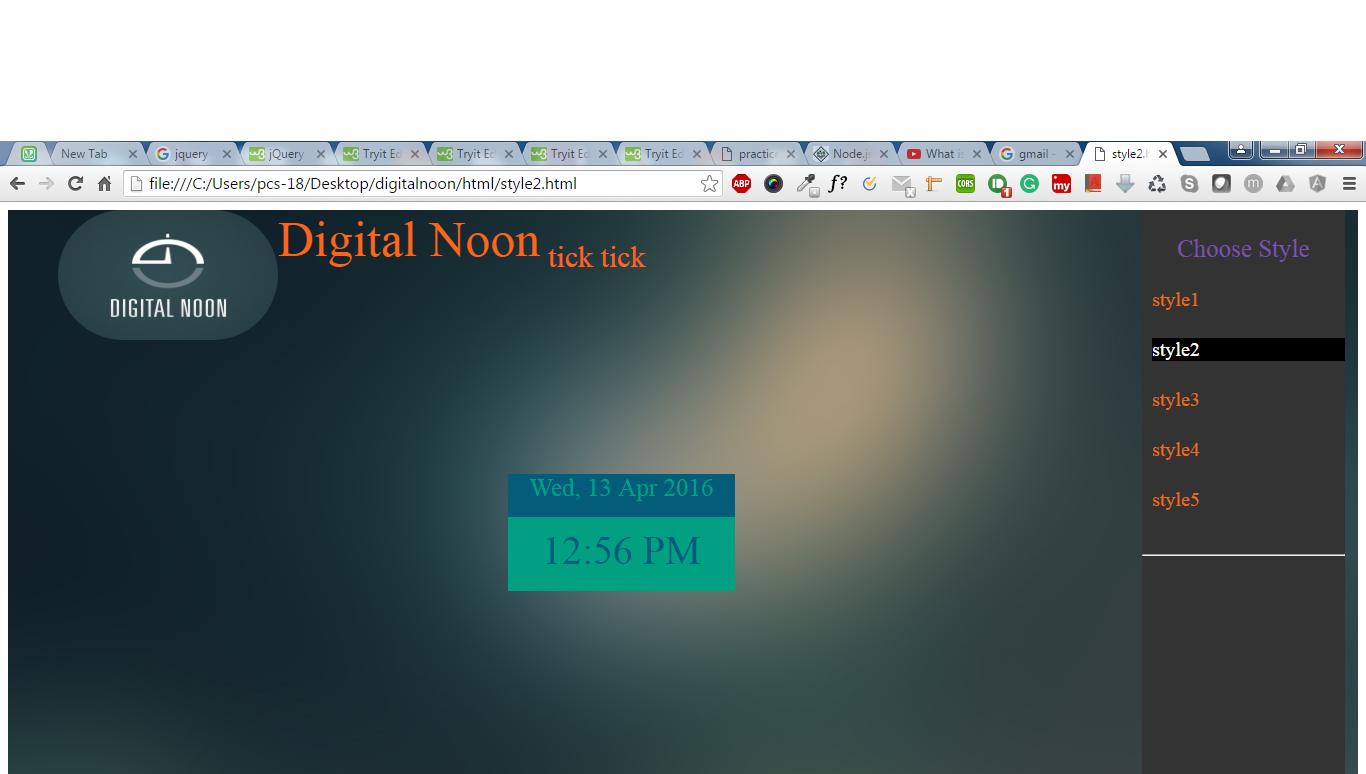 New Tab
jquery
jQuery
Tryit Ed
Tryit Ed
Tryit Ed
Tryit Ed
practice
Node.js
What is
gmail -
style2.h
file:///C:/Users/pcs-18/Desktop/digitalnoon/html/style2.html
ABP
f?
CORS
1
my
DIGITAL NOON
Digital Noon tick tick
Choose Style
style1
style2
style3
style4
style5
Wed, 13 Apr 2016
12:56 PM